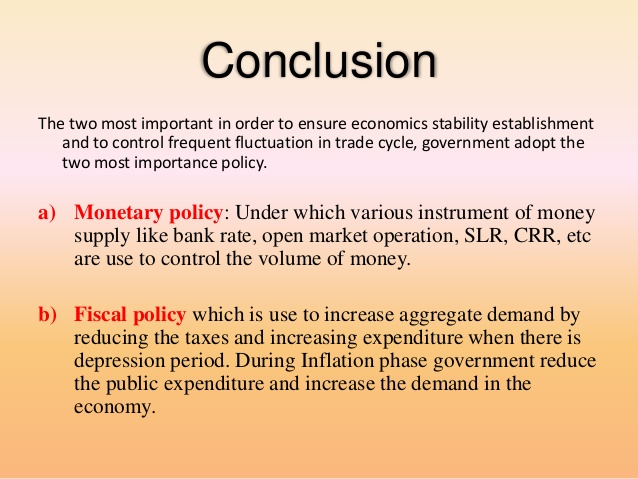 Conclusion
The two most important in order to ensure economics stability establishment
and to control frequent fluctuation in trade cycle, government adopt the
two most importance policy.
a) Monetary policy: Under which various instrument of money
supply like bank rate, open market operation, SLR, CRR, etc
are use to control the volume of money.
b) Fiscal policy which is use to increase aggregate demand by
reducing the taxes and increasing expenditure when there is
depression period. During Inflation phase government reduce
the public expenditure and increase the demand in the
economy.